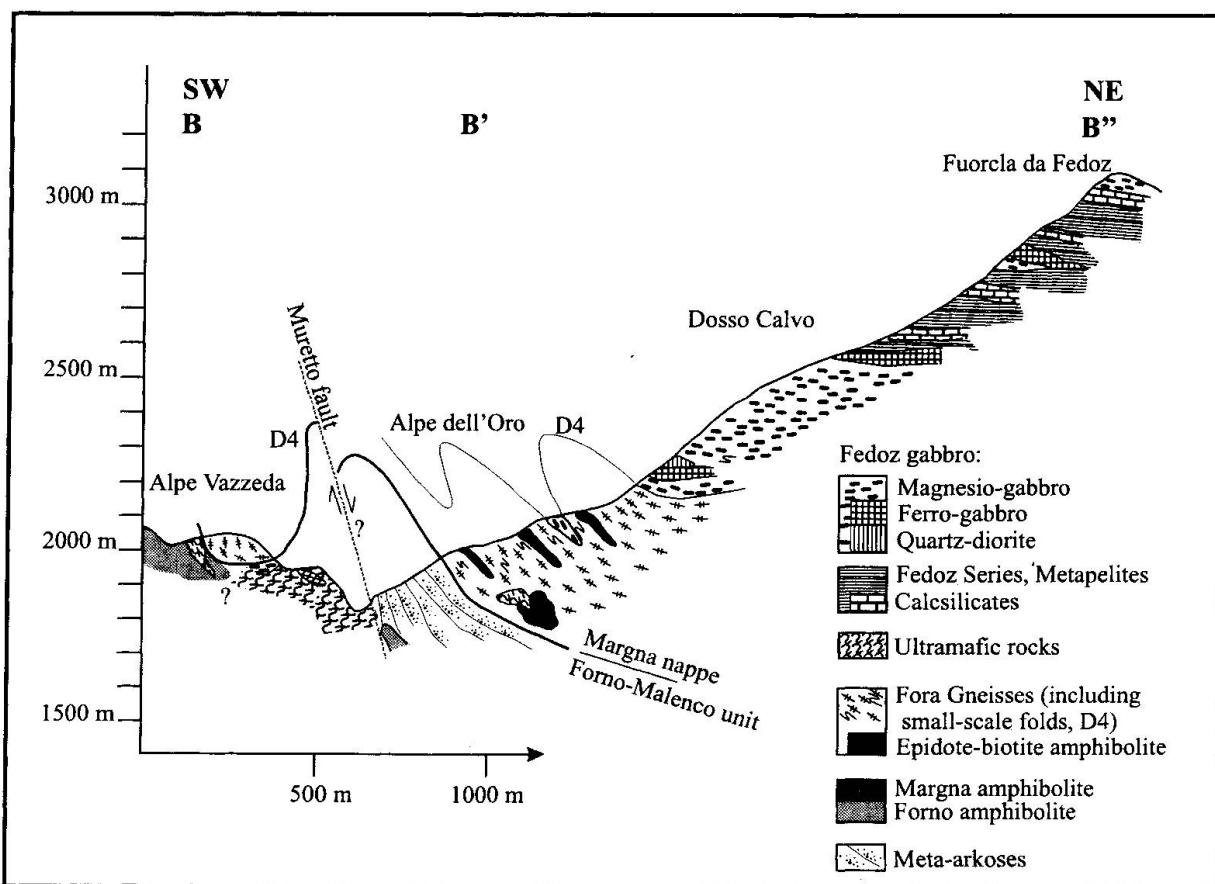 SW
B
B'
NE
B”
Fuorcla da Fedoz
3000 m
Dosso Calvo
2500 m
Muretto fault
D4
Alpe dell'Oro
D4
Alpe Vazzeda
?
2000 m
?
1500 m
Margna nappe
Forno-Malenco unit
500 m
1000 m
Fedoz gabbro:
Magnesio-gabbro
Ferro-gabbro
Quartz-diorite
Fedoz Series, Metapelites
Calcsilicates
Ultramafic rocks
Fora Gneisses (including
small-scale folds, D4)
Epidote-biotite amphibolite
Margna amphibolite
Forno amphibolite
Meta-arkoses